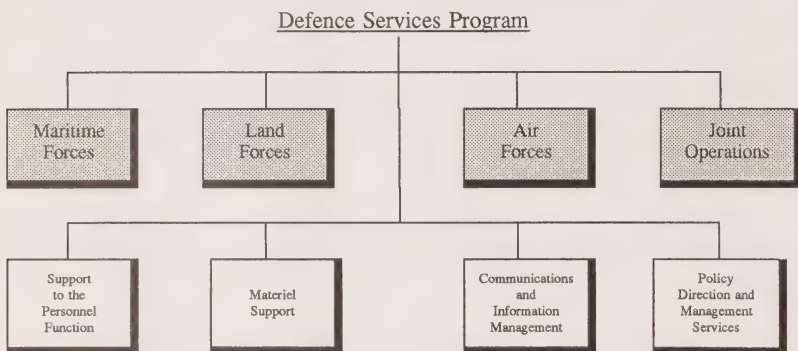 Defence Services Program
Maritime
Forces
Land
Forces
Air
Forces
Joint
Operations
Support
to the
Personnel
Function
Materiel
Support
Communications
and
Information
Management
Policy
Direction and
Management
Services